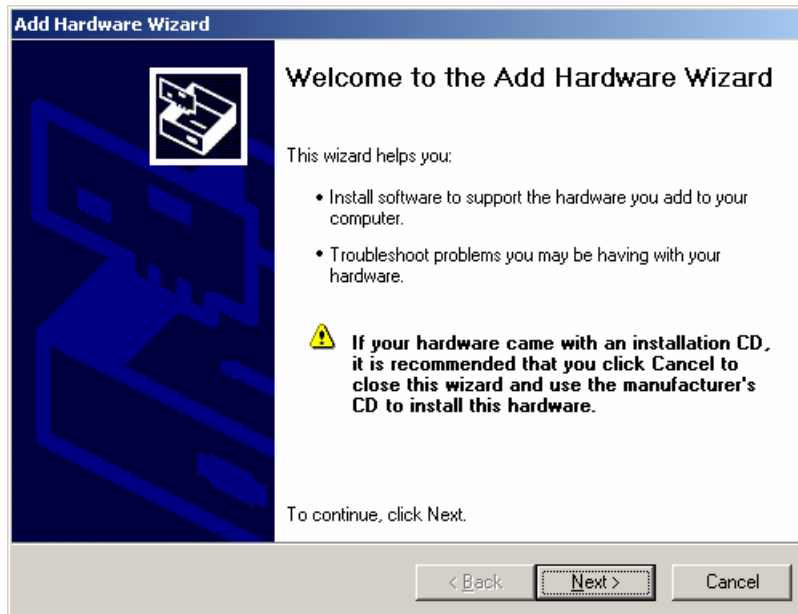 Add Hardware Wizard
Welcome to the Add Hardware Wizard
This wizard helps you:
• Install software to support the hardware you add to your
computer.
• Troubleshoot problems you may be having with your
hardware.
If your hardware came with an installation CD,
it is recommended that you click Cancel to
close this wizard and use the manufacturer's
CD to install this hardware.
To continue, click Next.
< Back Next > Cancel